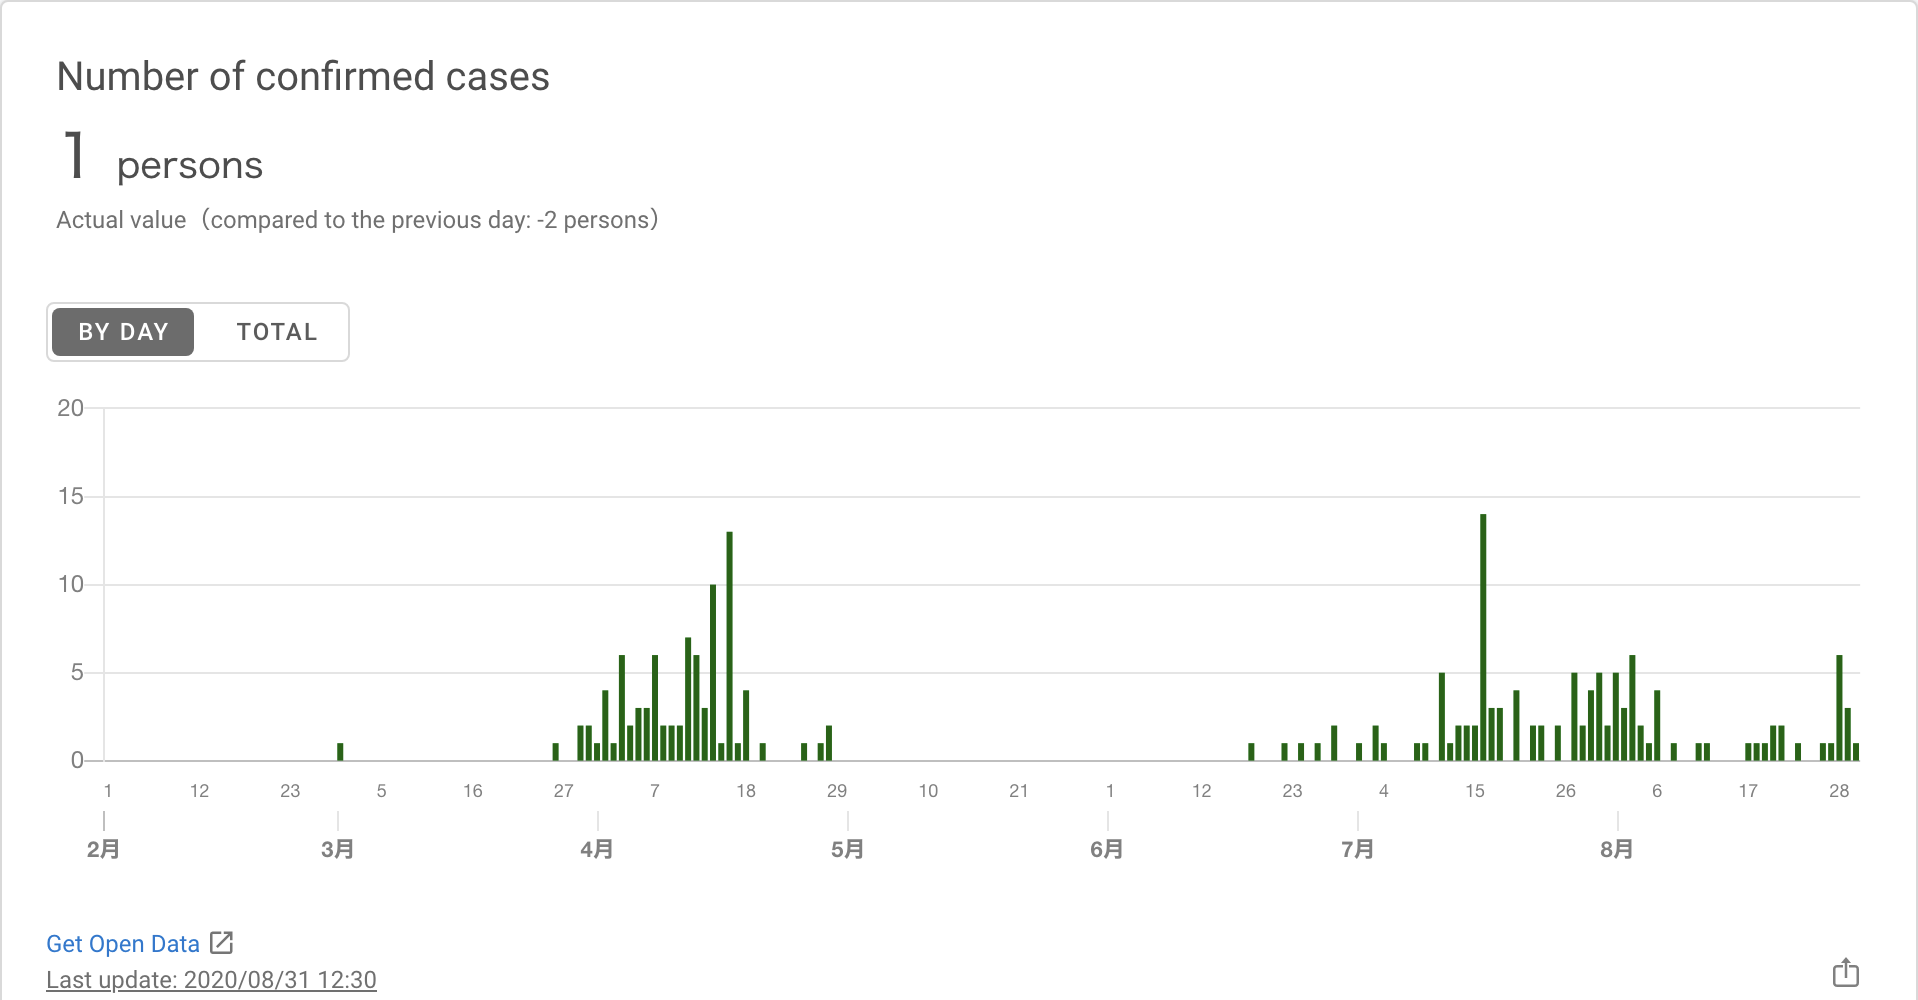 Number of confirmed cases
1 persons
Actual value（compared to the previous day: -2 persons）
BY DAY TOTAL
20
15
10
5
0
1 12 23 5 16 27 7 18 29 10 21 1 12 23 4 15 26 6 17 28
2月 3月 4月 5月 6月 7月 8月
Get Open Data
Last update: 2020/08/31 12:30